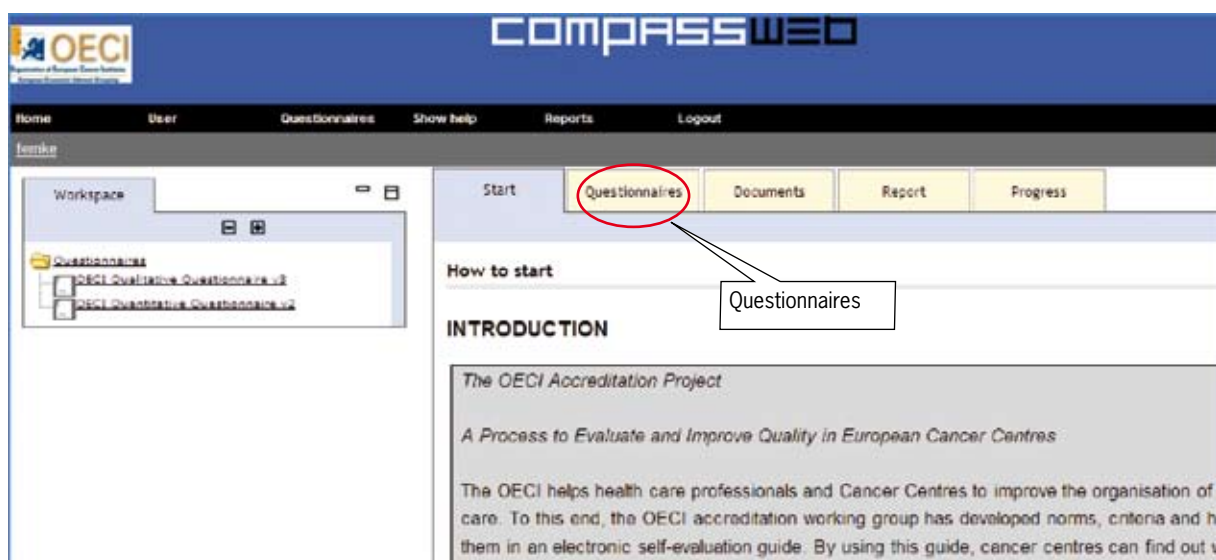 OECI
COMPASSWEB
Home User Questionnaires Show help Reports Logout
femke
Workspace
Start Questionnaires Documents Report Progress
Questionnaires
OECI Qualitative Questionnaire v3
OECI Quantitative Questionnaire v2
How to start
Questionnaires
INTRODUCTION
The OECI Accreditation Project
A Process to Evaluate and Improve Quality in European Cancer Centres
The OECI helps health care professionals and Cancer Centres to improve the organisation of
care. To this end, the OECI accreditation working group has developed norms, criteria and h
them in an electronic self-evaluation guide. By using this guide, cancer centres can find out